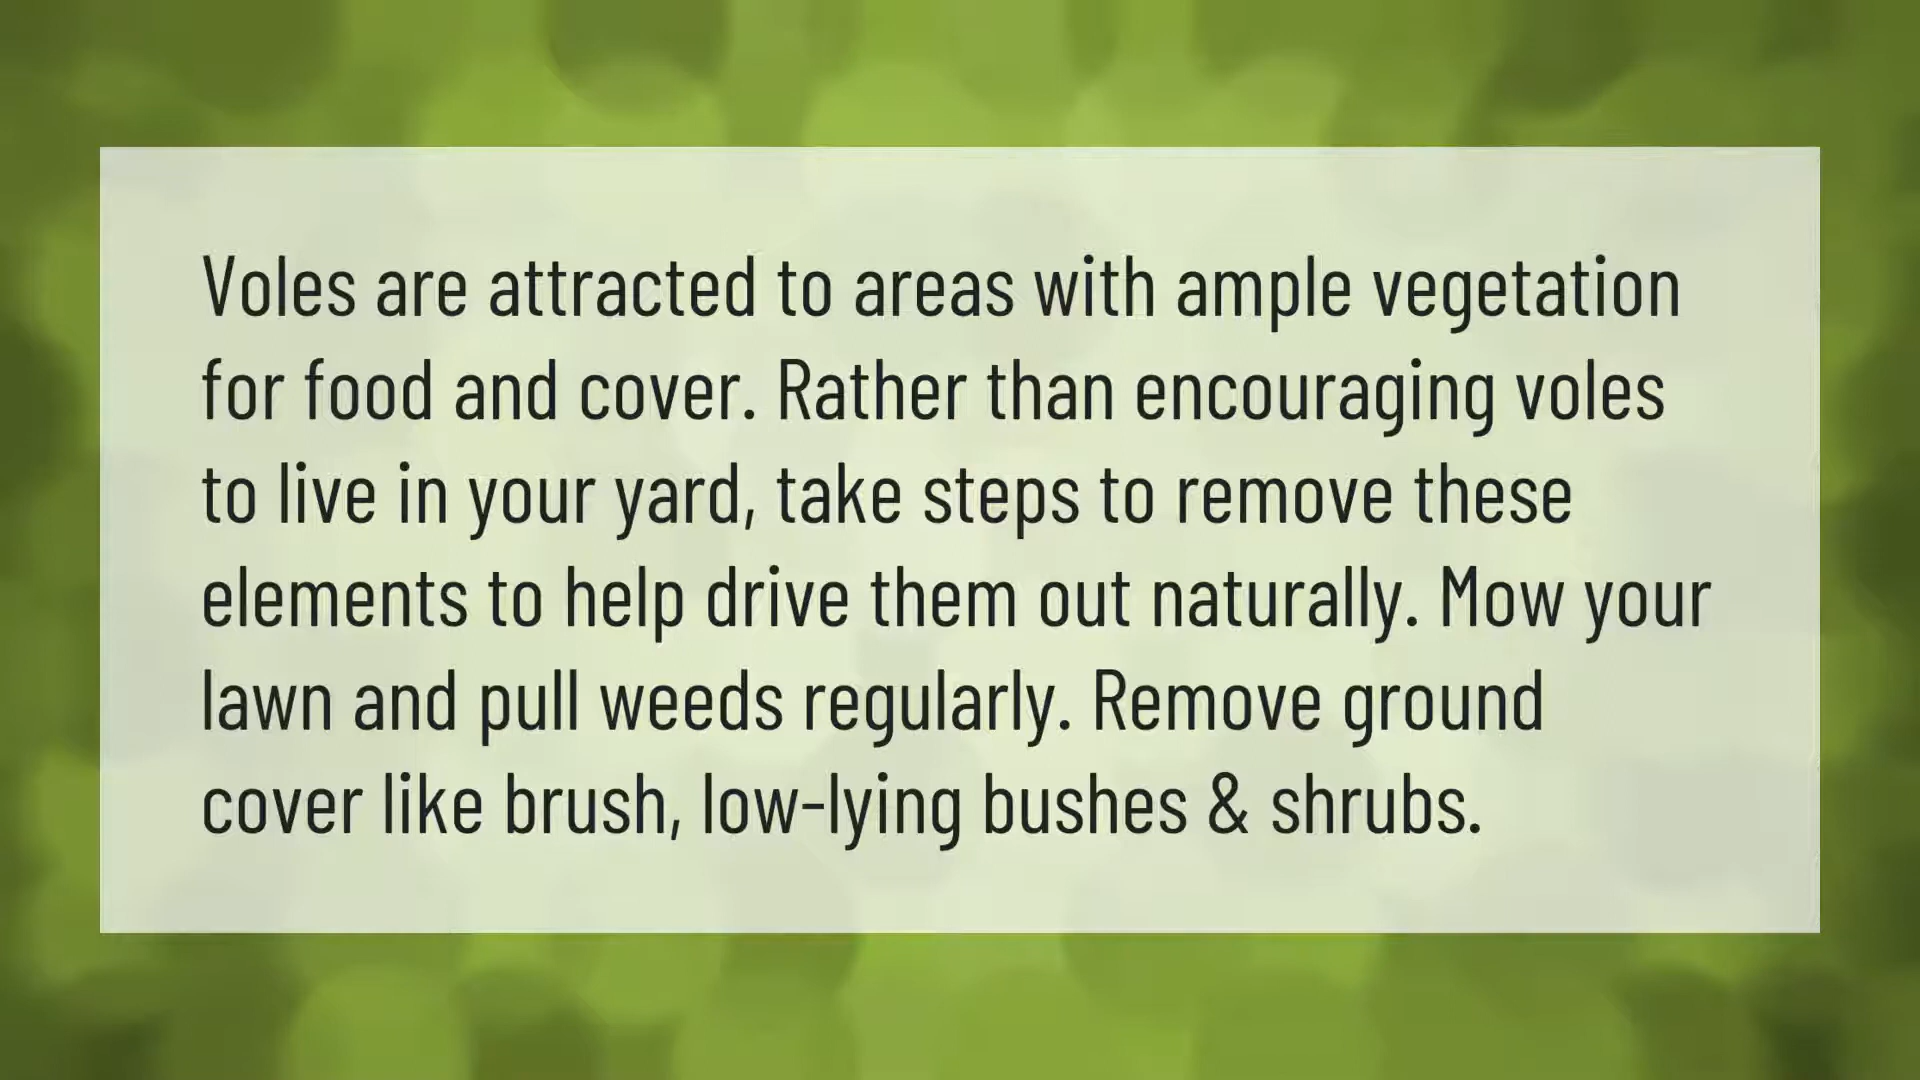 Voles are attracted to areas with ample vegetation
for food and cover. Rather than encouraging voles
to live in your yard, take steps to remove these
elements to help drive them out naturally. Mow your
lawn and pull weeds regularly. Remove ground
cover like brush, low-lying bushes & shrubs.